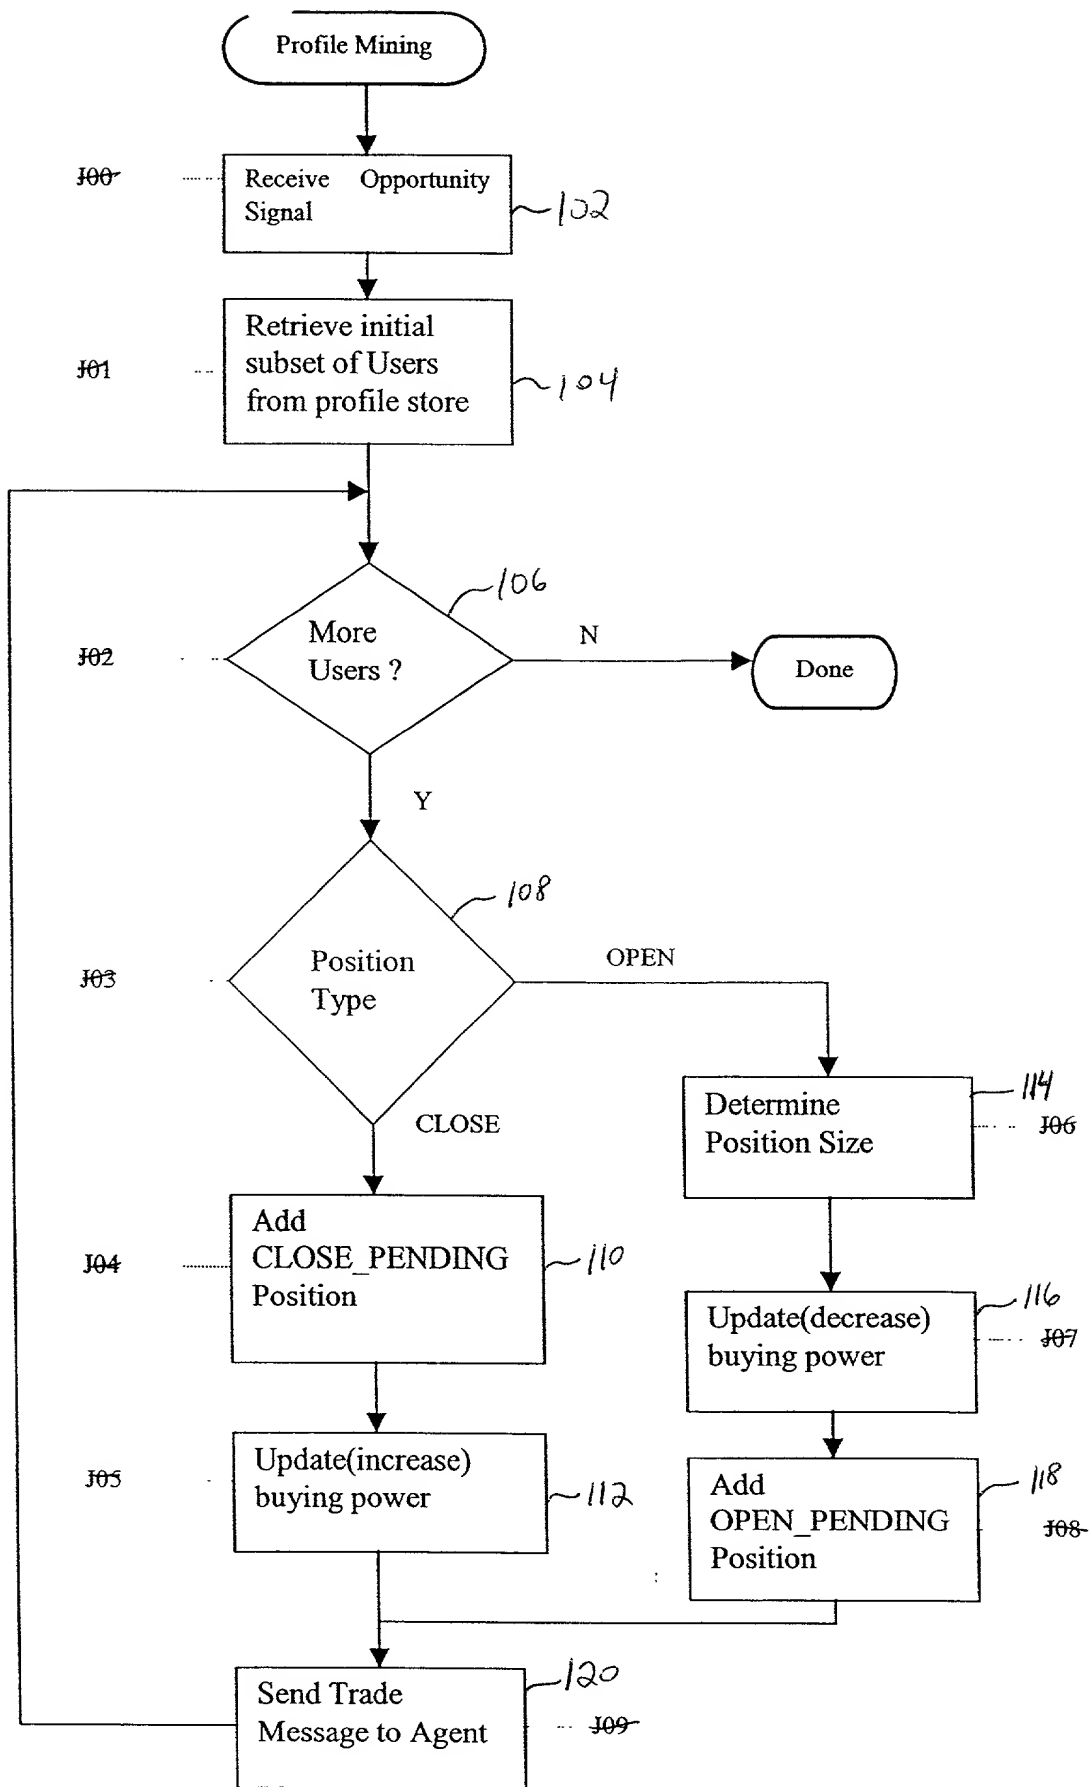 Profile Mining
J00
Receive Opportunity
Signal
102
J01
Retrieve initial
subset of Users
from profile store
104
106
J02
More
Users ?
N
Done
Y
108
J03
Position
Type
OPEN
CLOSE
114
Determine
Position Size
J06
J04
Add
CLOSE_PENDING
Position
110
116
Update(decrease)
buying power
J07
J05
Update(increase)
buying power
112
118
Add
OPEN_PENDING
Position
J08
120
Send Trade
Message to Agent
J09